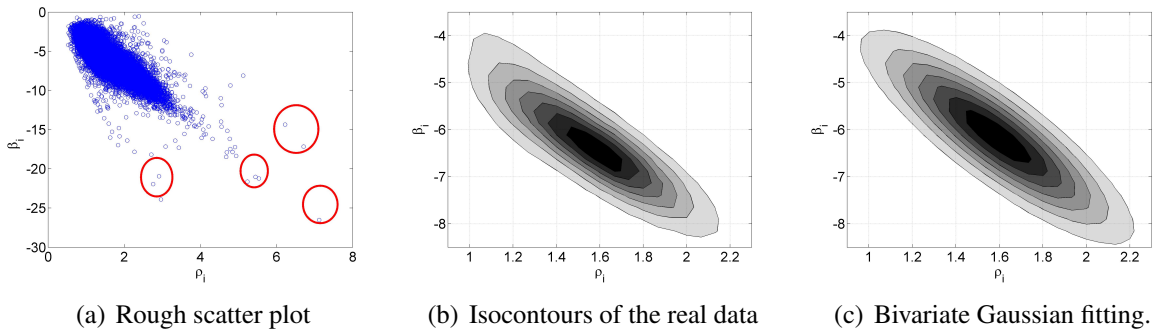 0
-5
-10
-15
-20
-25
-30
β_i
0 2 4 6 8
ρ_i
-4
-5
-6
-7
-8
β_i
1 1.2 1.4 1.6 1.8 2 2.2
ρ_i
-4
-5
-6
-7
-8
β_i
1 1.2 1.4 1.6 1.8 2 2.2
ρ_i
(a) Rough scatter plot
(b) Isocontours of the real data
(c) Bivariate Gaussian fitting.